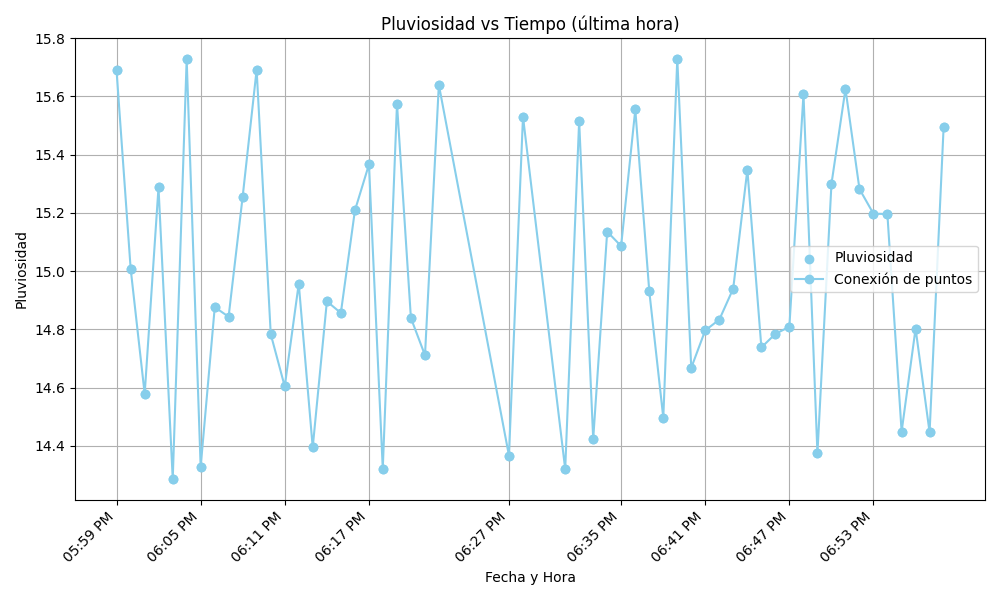 Pluviosidad vs Tiempo (última hora)
Pluviosidad
15.8
15.6
15.4
15.2
15.0
14.8
14.6
14.4
Pluviosidad
Conexión de puntos
05:59 PM
06:05 PM
06:11 PM
06:17 PM
06:27 PM
06:35 PM
06:41 PM
06:47 PM
06:53 PM
Fecha y Hora